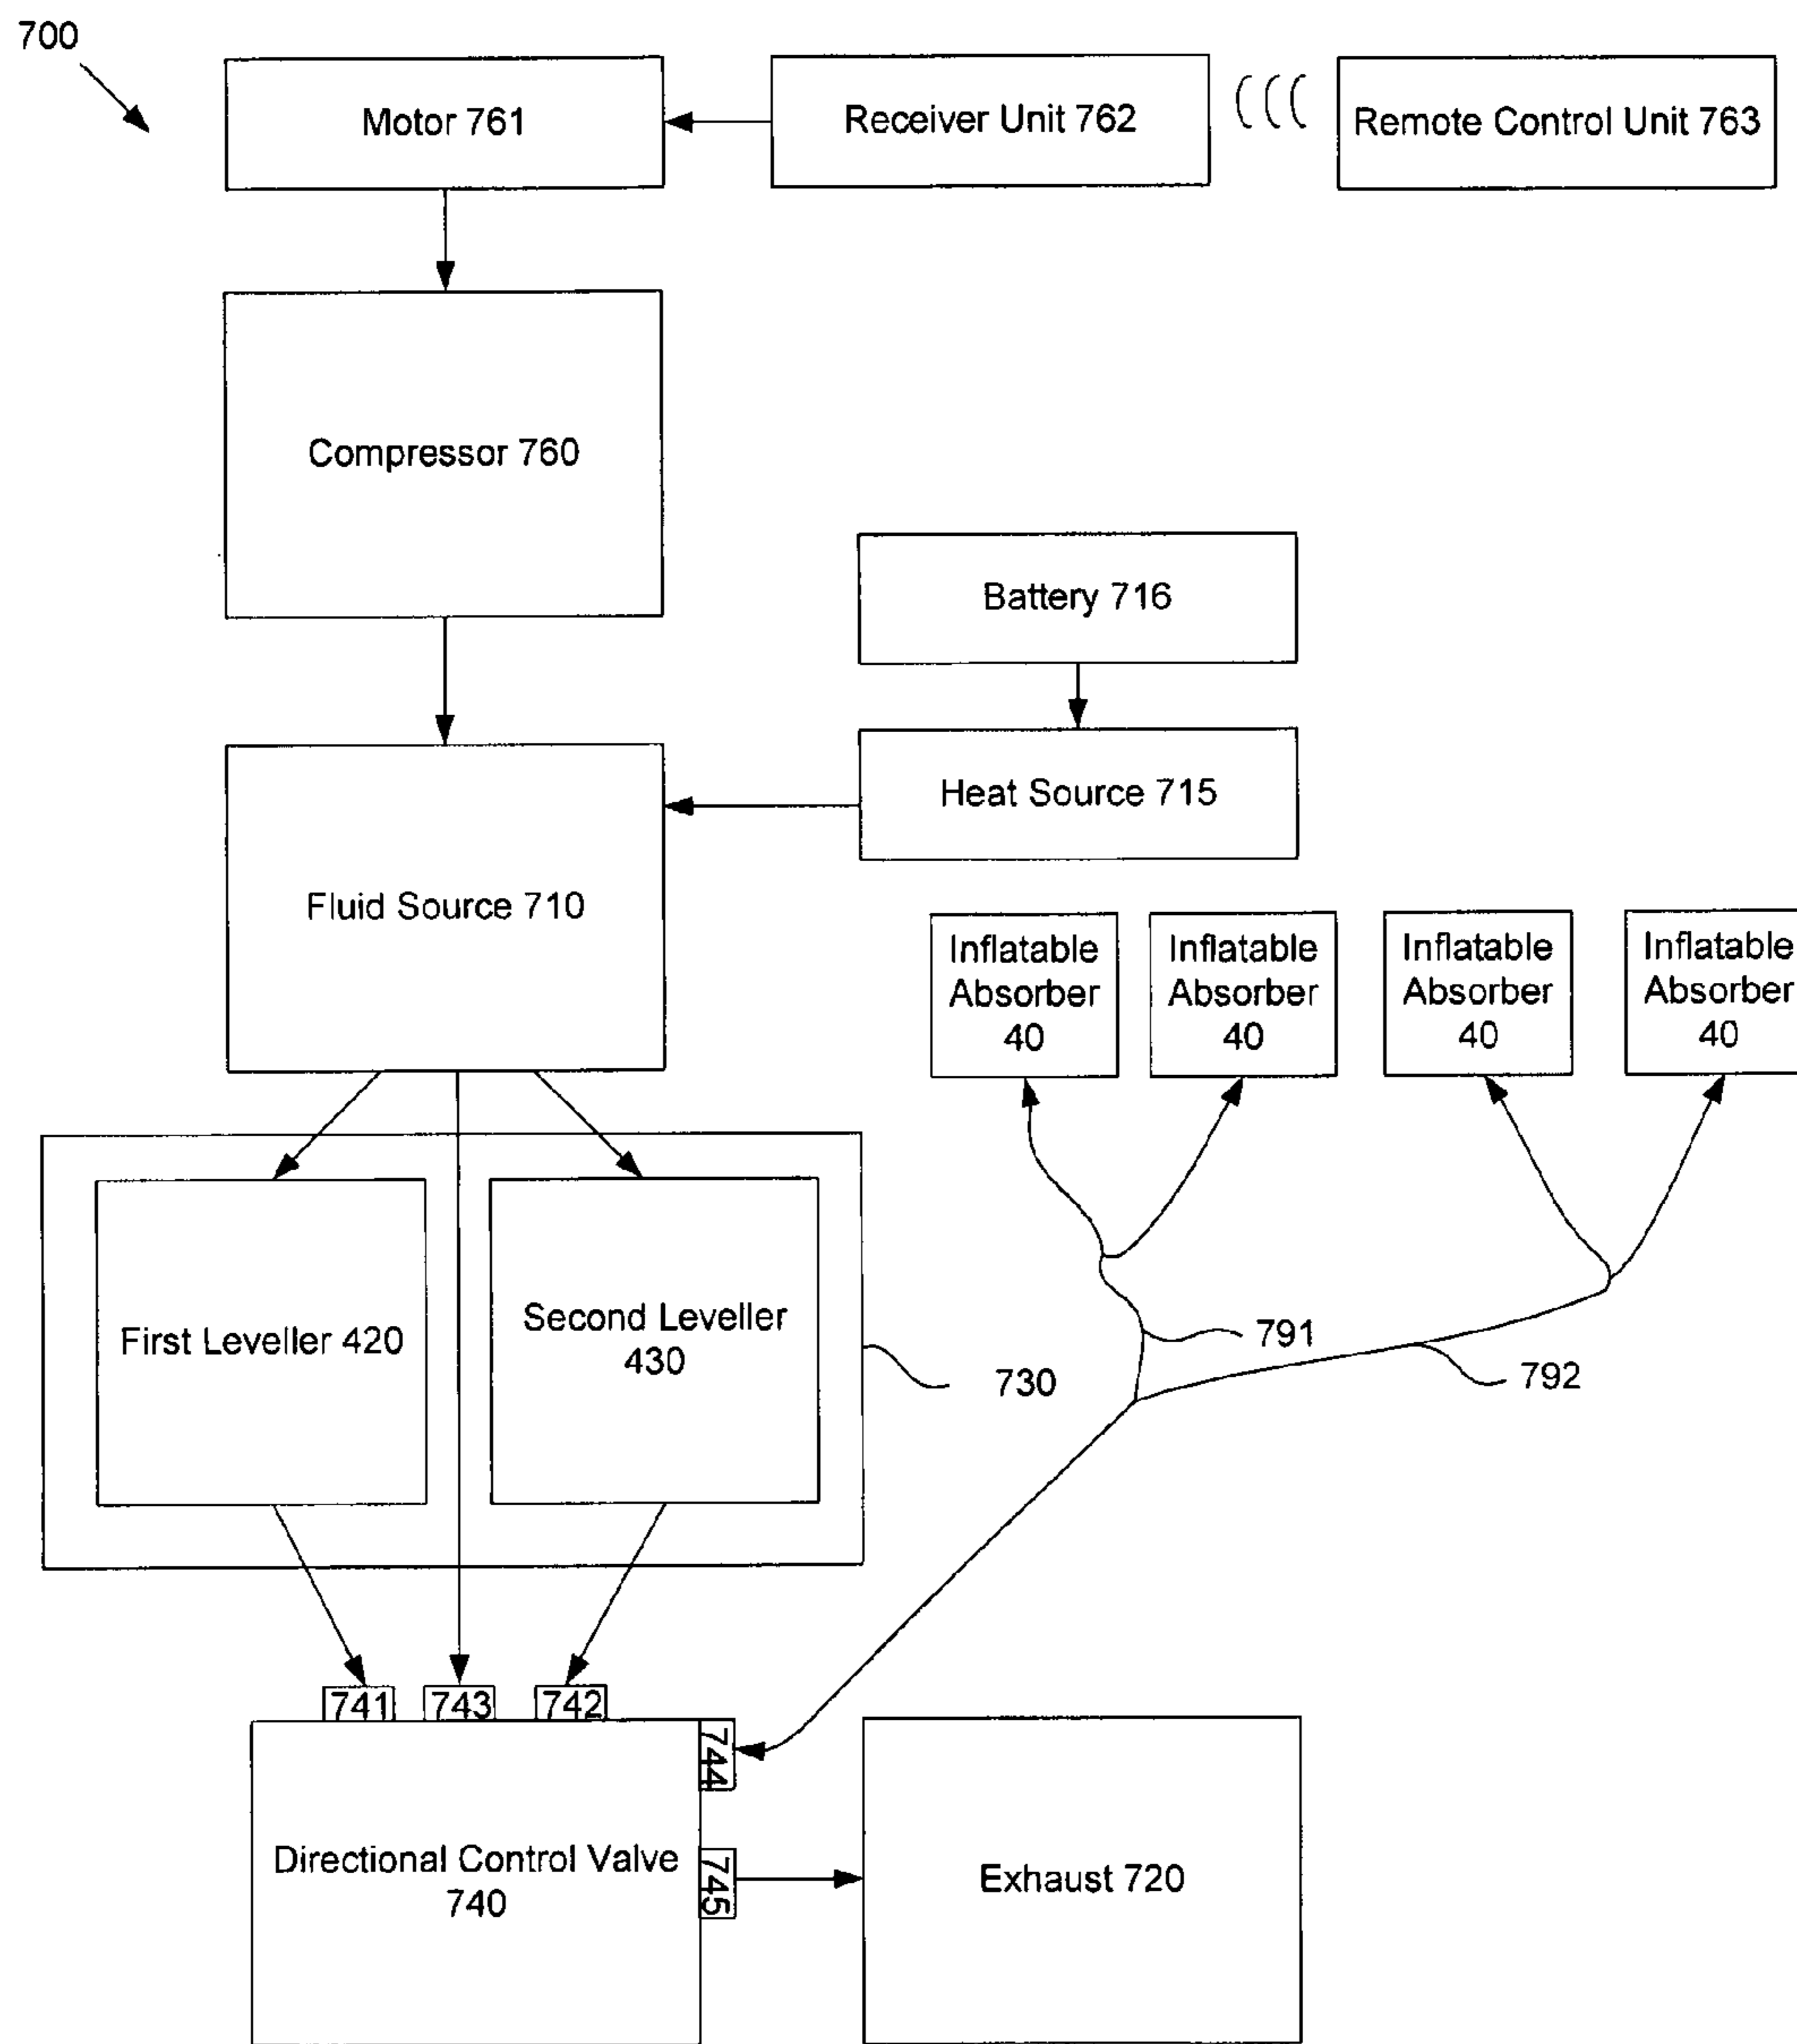 700
Motor 761
Receiver Unit 762
Remote Control Unit 763
Compressor 760
Battery 716
Heat Source 715
Fluid Source 710
Inflatable
Absorber
40
Inflatable
Absorber
40
Inflatable
Absorber
40
Inflatable
Absorber
40
First Leveller 420
Second Leveller
430
730
791
792
741
743
742
744
745
Directional Control Valve
740
Exhaust 720